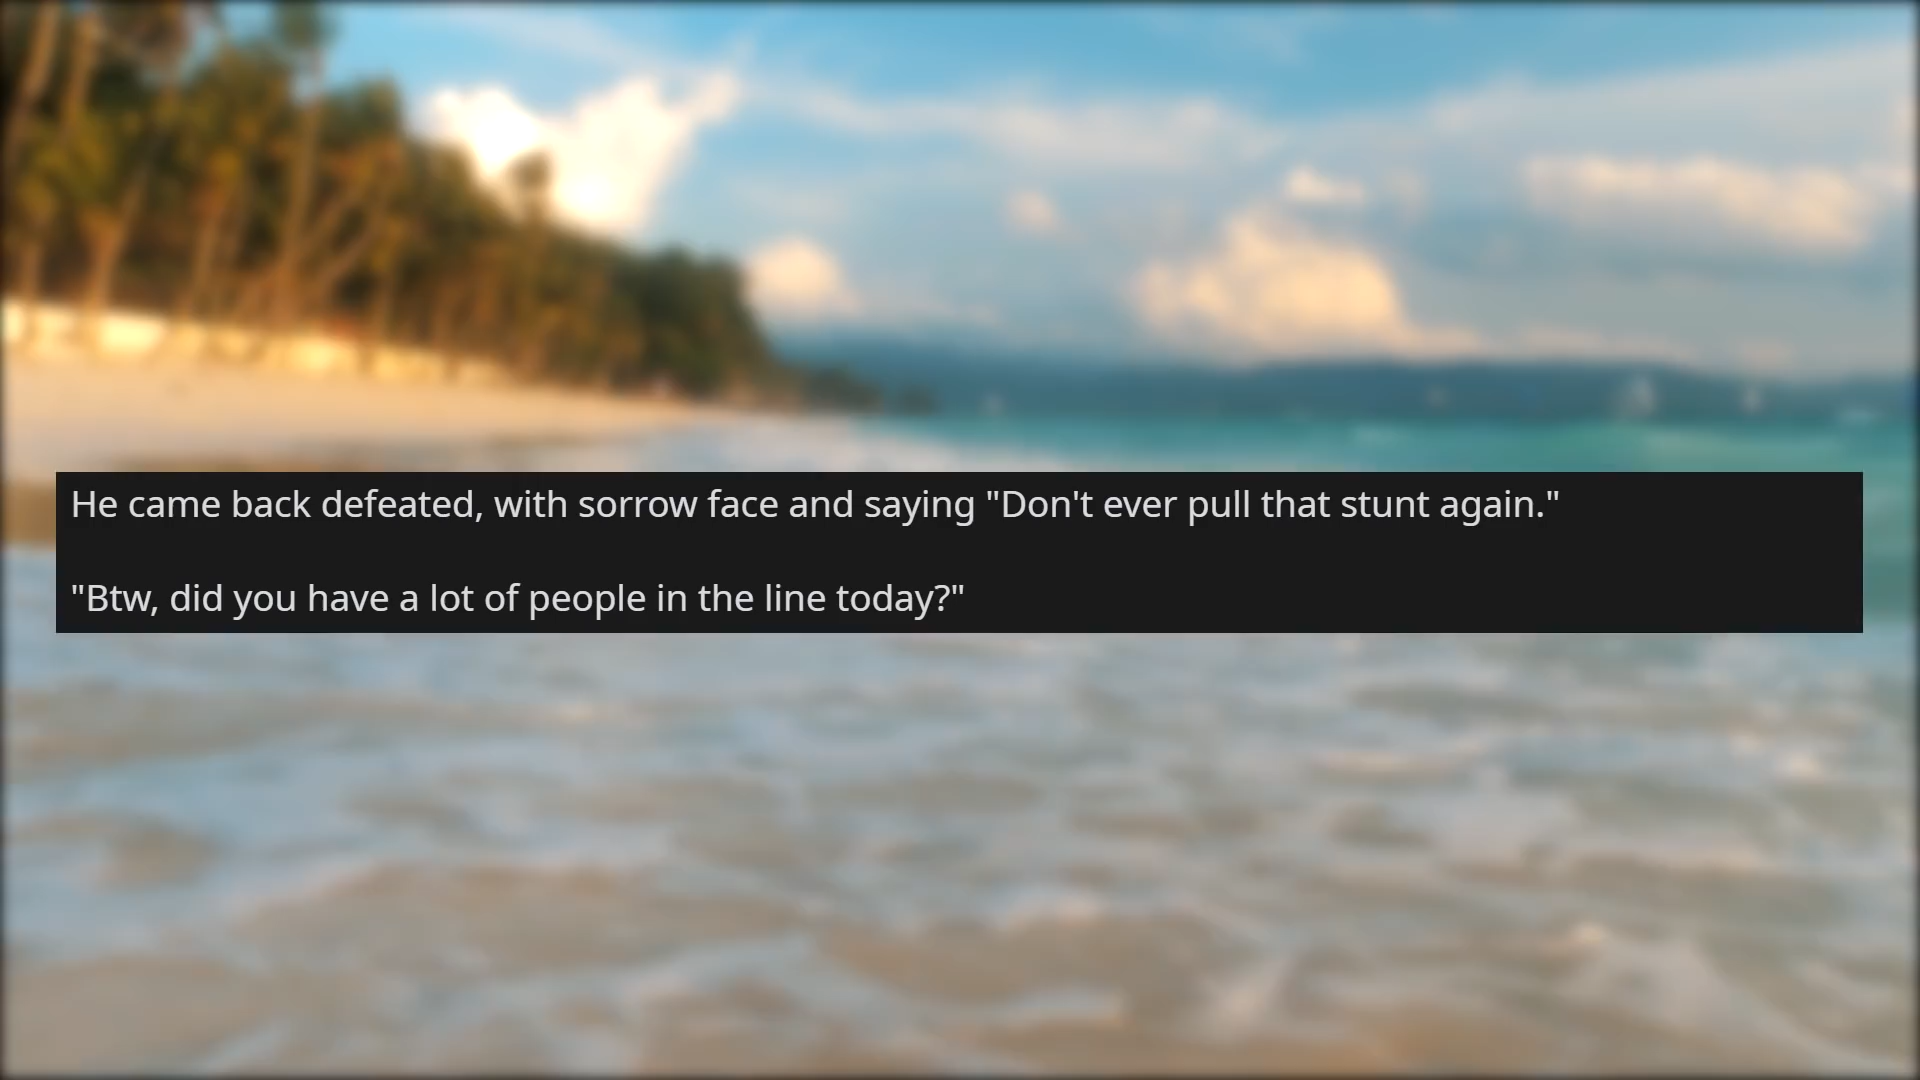 He came back defeated, with sorrow face and saying "Don't ever pull that stunt again."
"Btw, did you have a lot of people in the line today?"